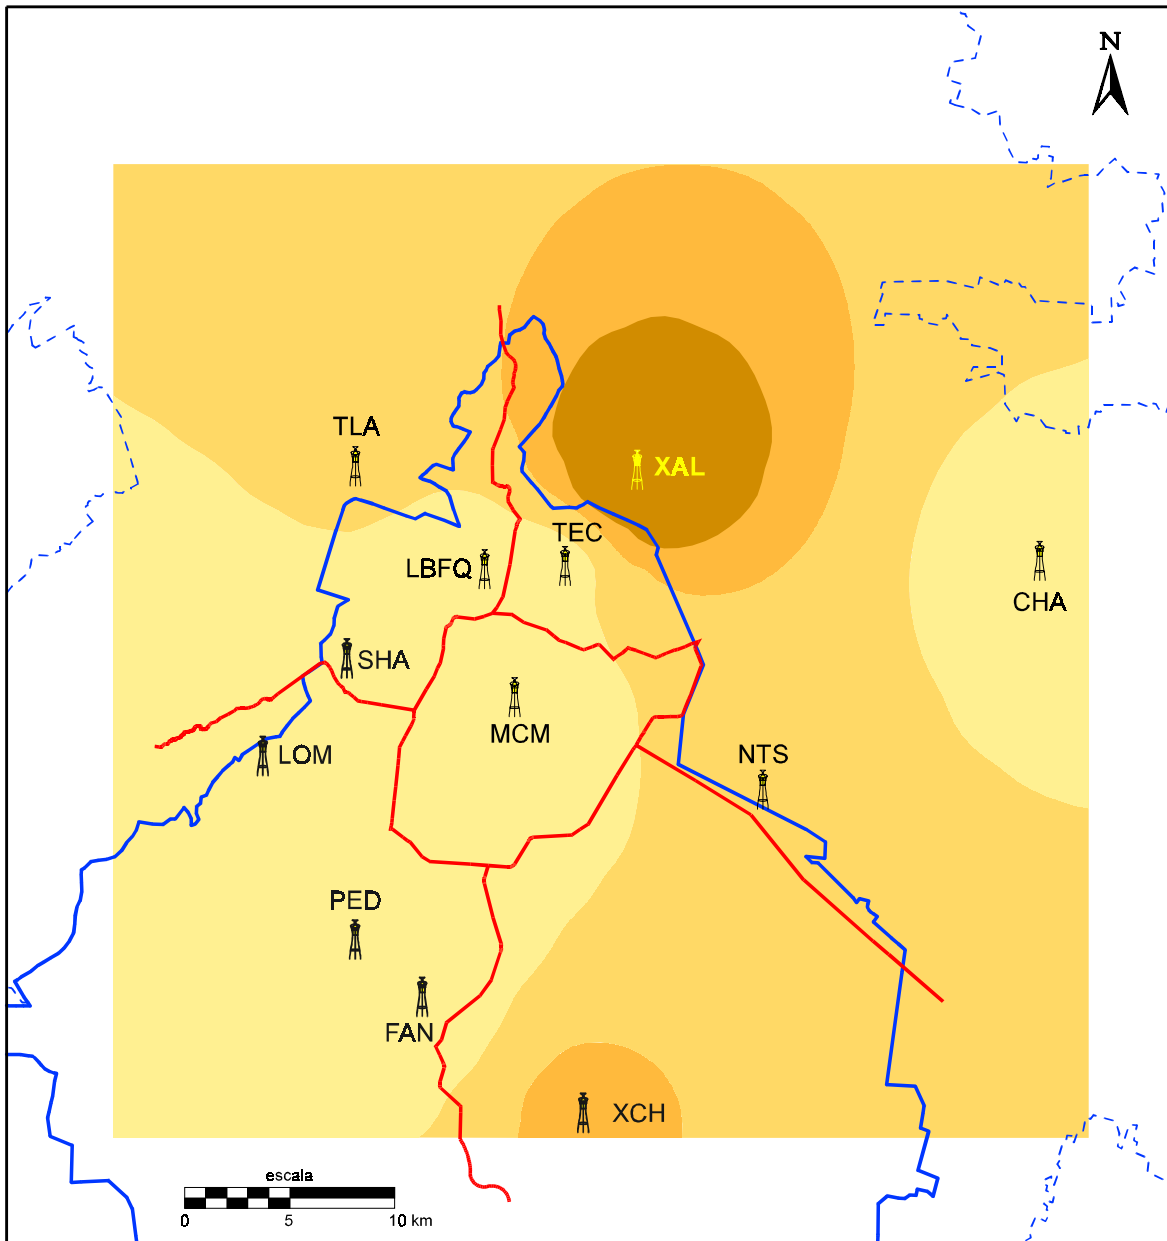 N
TLA
XAL
TEC
LBFQ
CHA
SHA
MCM
LOM
NTS
PED
FAN
XCH
escala
0 5 10 km